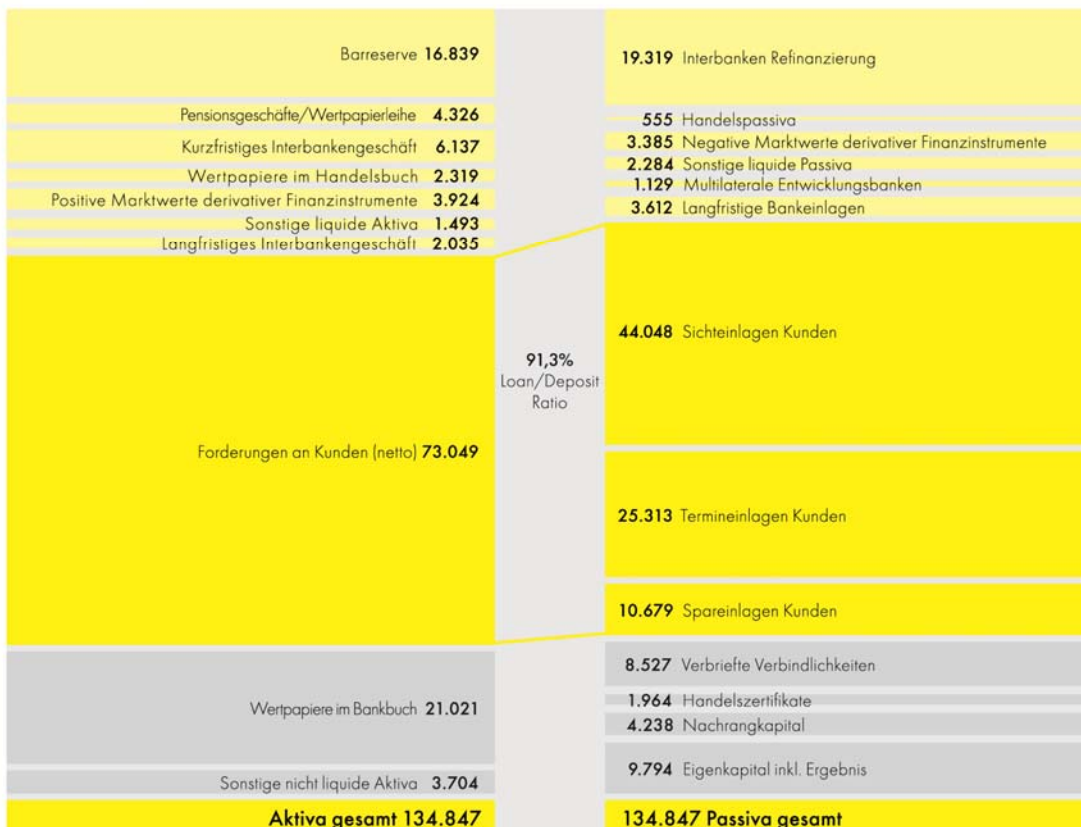 Barreserve 16.839
Pensionsgeschäfte/Wertpapierleihe 4.326
Kurzfristiges Interbankengeschäft 6.137
Wertpapiere im Handelsbuch 2.319
Positive Marktwerte derivativer Finanzinstrumente 3.924
Sonstige liquide Aktiva 1.493
Langfristiges Interbankengeschäft 2.035
Forderungen an Kunden (netto) 73.049
Wertpapiere im Bankbuch 21.021
Sonstige nicht liquide Aktiva 3.704
Aktiva gesamt 134.847
91,3%
Loan/Deposit
Ratio
19.319 Interbanken Refinanzierung
555 Handelspassiva
3.385 Negative Marktwerte derivativer Finanzinstrumente
2.284 Sonstige liquide Passiva
1.129 Multilaterale Entwicklungsbanken
3.612 Langfristige Bankeinlagen
44.048 Sichteinlagen Kunden
25.313 Termineinlagen Kunden
10.679 Spareinlagen Kunden
8.527 Verbriefte Verbindlichkeiten
1.964 Handelszertifikate
4.238 Nachrangkapital
9.794 Eigenkapital inkl. Ergebnis
134.847 Passiva gesamt